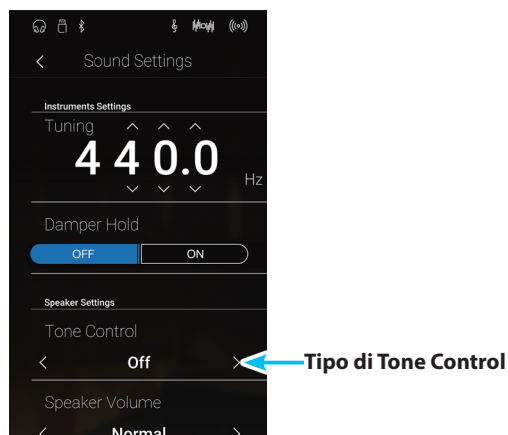 Sound Settings
Instruments Settings
Tuning
440.0 Hz
Damper Hold
OFF ON
Speaker Settings
Tone Control
Off
Tipo di Tone Control
Speaker Volume
Normal